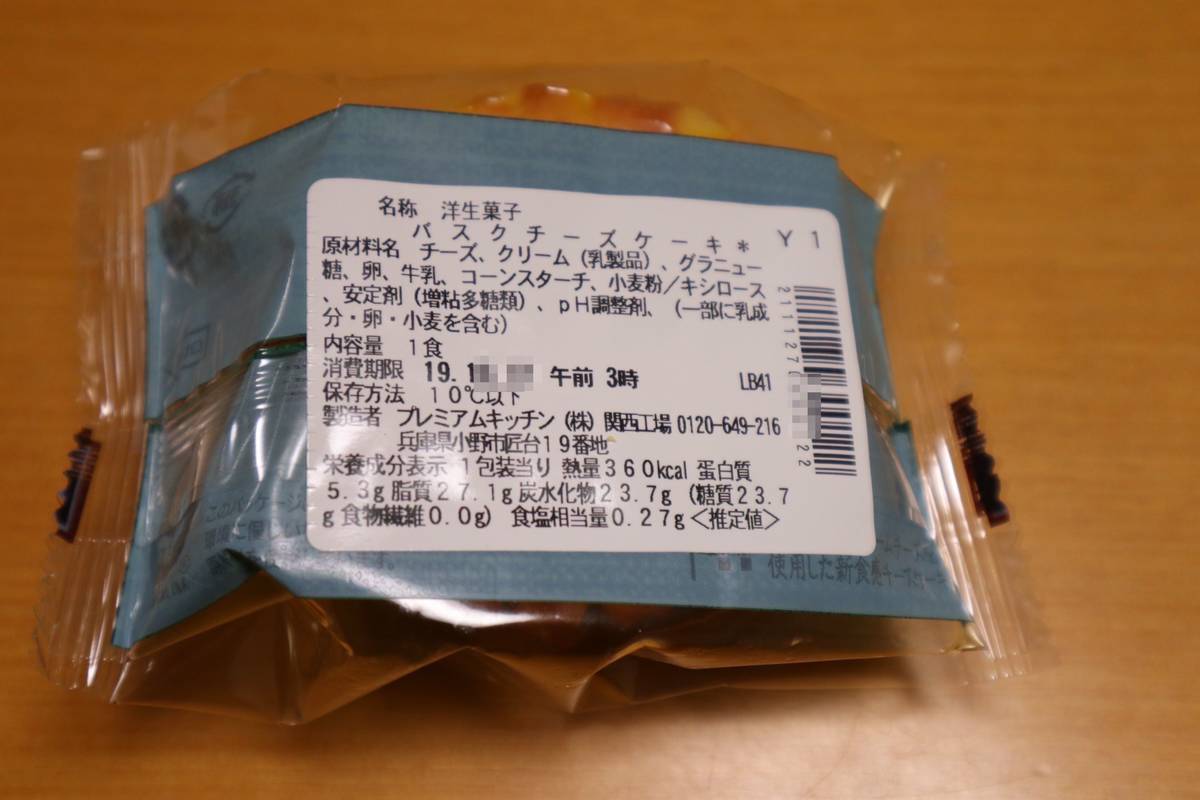 名称 洋生菓子
バスクチーズケーキ* Y1
原材料名 チーズ、クリーム（乳製品）、グラニュー
糖、卵、牛乳、コーンスターチ、小麦粉／キシロース
、安定剤（増粘多糖類）、pH調整剤、（一部に乳成
分・卵・小麦を含む）
内容量 1食
消費期限 19. 午前 3時 LB41
保存方法 10℃以下
製造者 プレミアムキッチン（株）関西工場 0120-649-216
兵庫県小野市匠台19番地
栄養成分表示 1包装当り 熱量360kcal 蛋白質
5.3g 脂質27.1g 炭水化物23.7g （糖質23.7
g 食物繊維0.0g） 食塩相当量0.27g<推定値>
2111270
22
このパッケージ
使用した新食感チーズケーキ